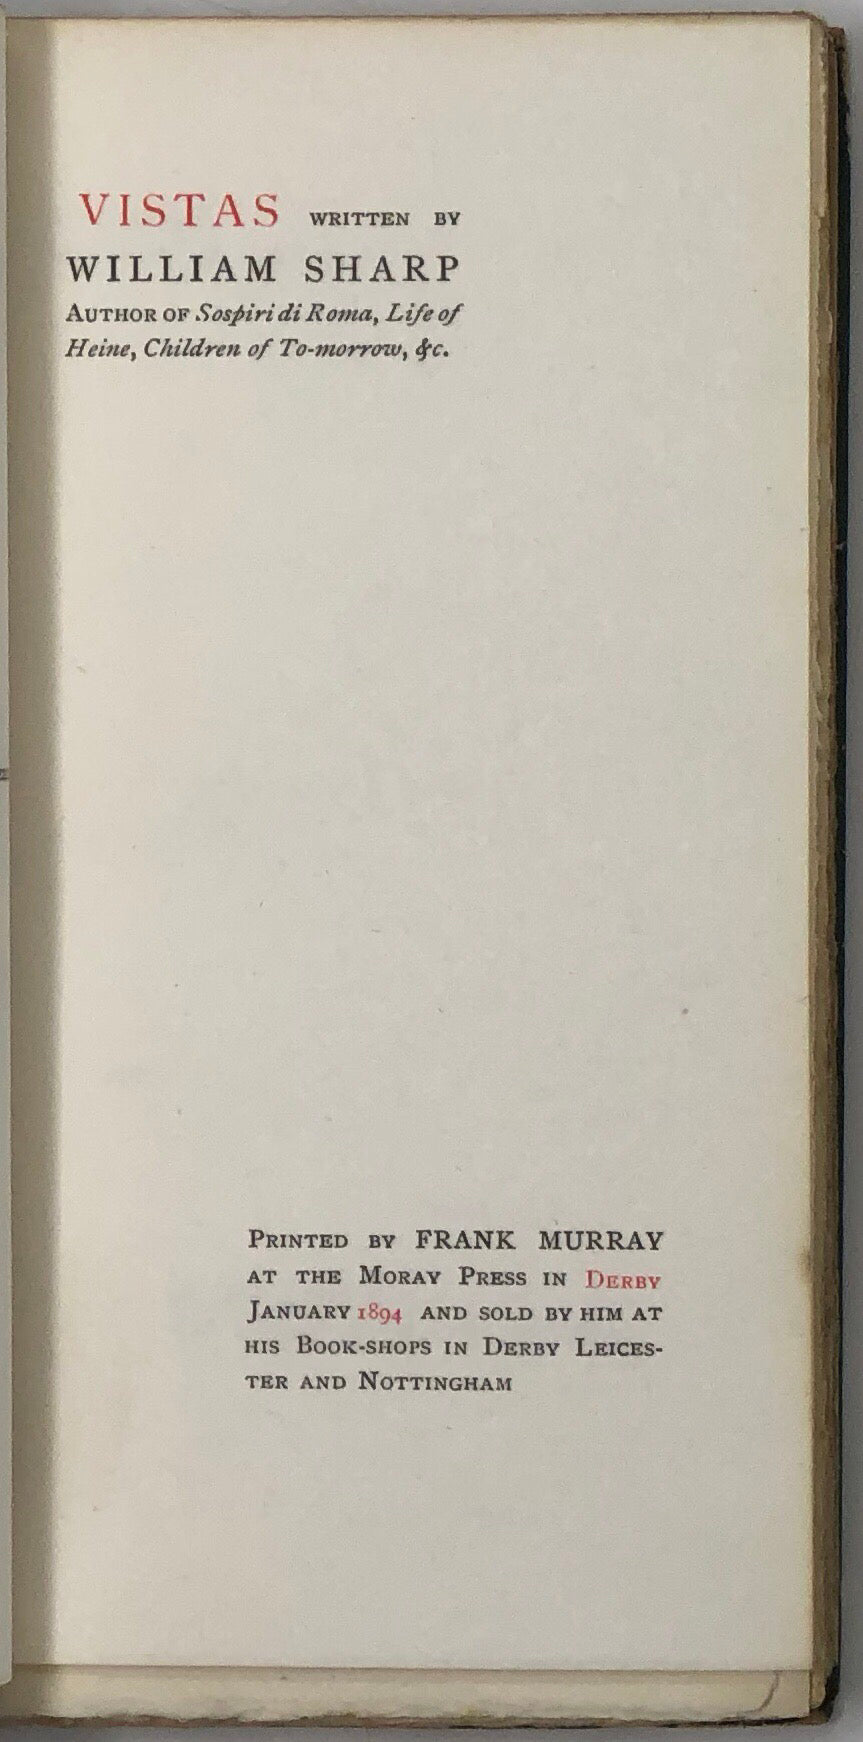 VISTAS WRITTEN BY
WILLIAM SHARP
AUTHOR OF Sospiri di Roma, Life of
Heine, Children of To-morrow, &c.
PRINTED BY FRANK MURRAY
AT THE MORAY PRESS IN DERBY
JANUARY 1894 AND SOLD BY HIM AT
HIS BOOK-SHOPS IN DERBY LEICES-
TER AND NOTTINGHAM